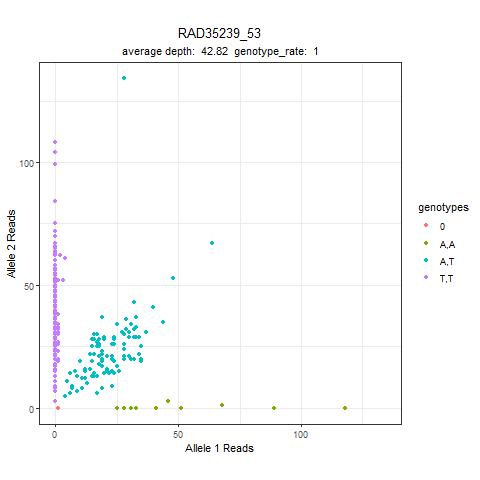 RAD35239_53
average depth:  42.82  genotype_rate:  1
Allele 2 Reads
100
50
0
0
50
100
Allele 1 Reads
genotypes
0
A,A
A,T
T,T